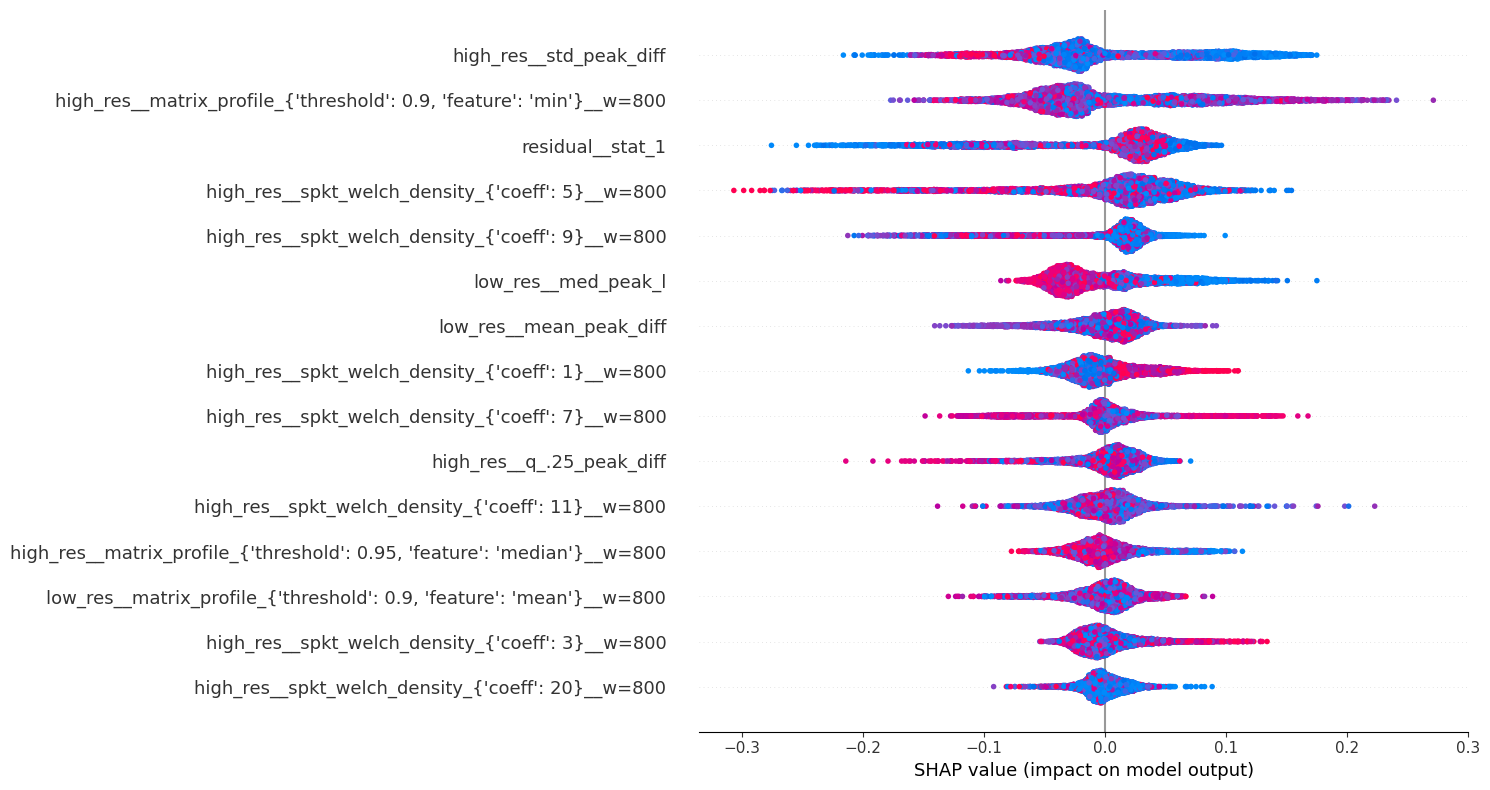 high_res__std_peak_diff
high_res__matrix_profile_{'threshold': 0.9, 'feature': 'min'}__w=800
residual__stat_1
high_res__spkt_welch_density_{'coeff': 5}__w=800
high_res__spkt_welch_density_{'coeff': 9}__w=800
low_res__med_peak_l
low_res__mean_peak_diff
high_res__spkt_welch_density_{'coeff': 1}__w=800
high_res__spkt_welch_density_{'coeff': 7}__w=800
high_res__q_.25_peak_diff
high_res__spkt_welch_density_{'coeff': 11}__w=800
high_res__matrix_profile_{'threshold': 0.95, 'feature': 'median'}__w=800
low_res__matrix_profile_{'threshold': 0.9, 'feature': 'mean'}__w=800
high_res__spkt_welch_density_{'coeff': 3}__w=800
high_res__spkt_welch_density_{'coeff': 20}__w=800
−0.3 −0.2 −0.1 0.0 0.1 0.2 0.3
SHAP value (impact on model output)